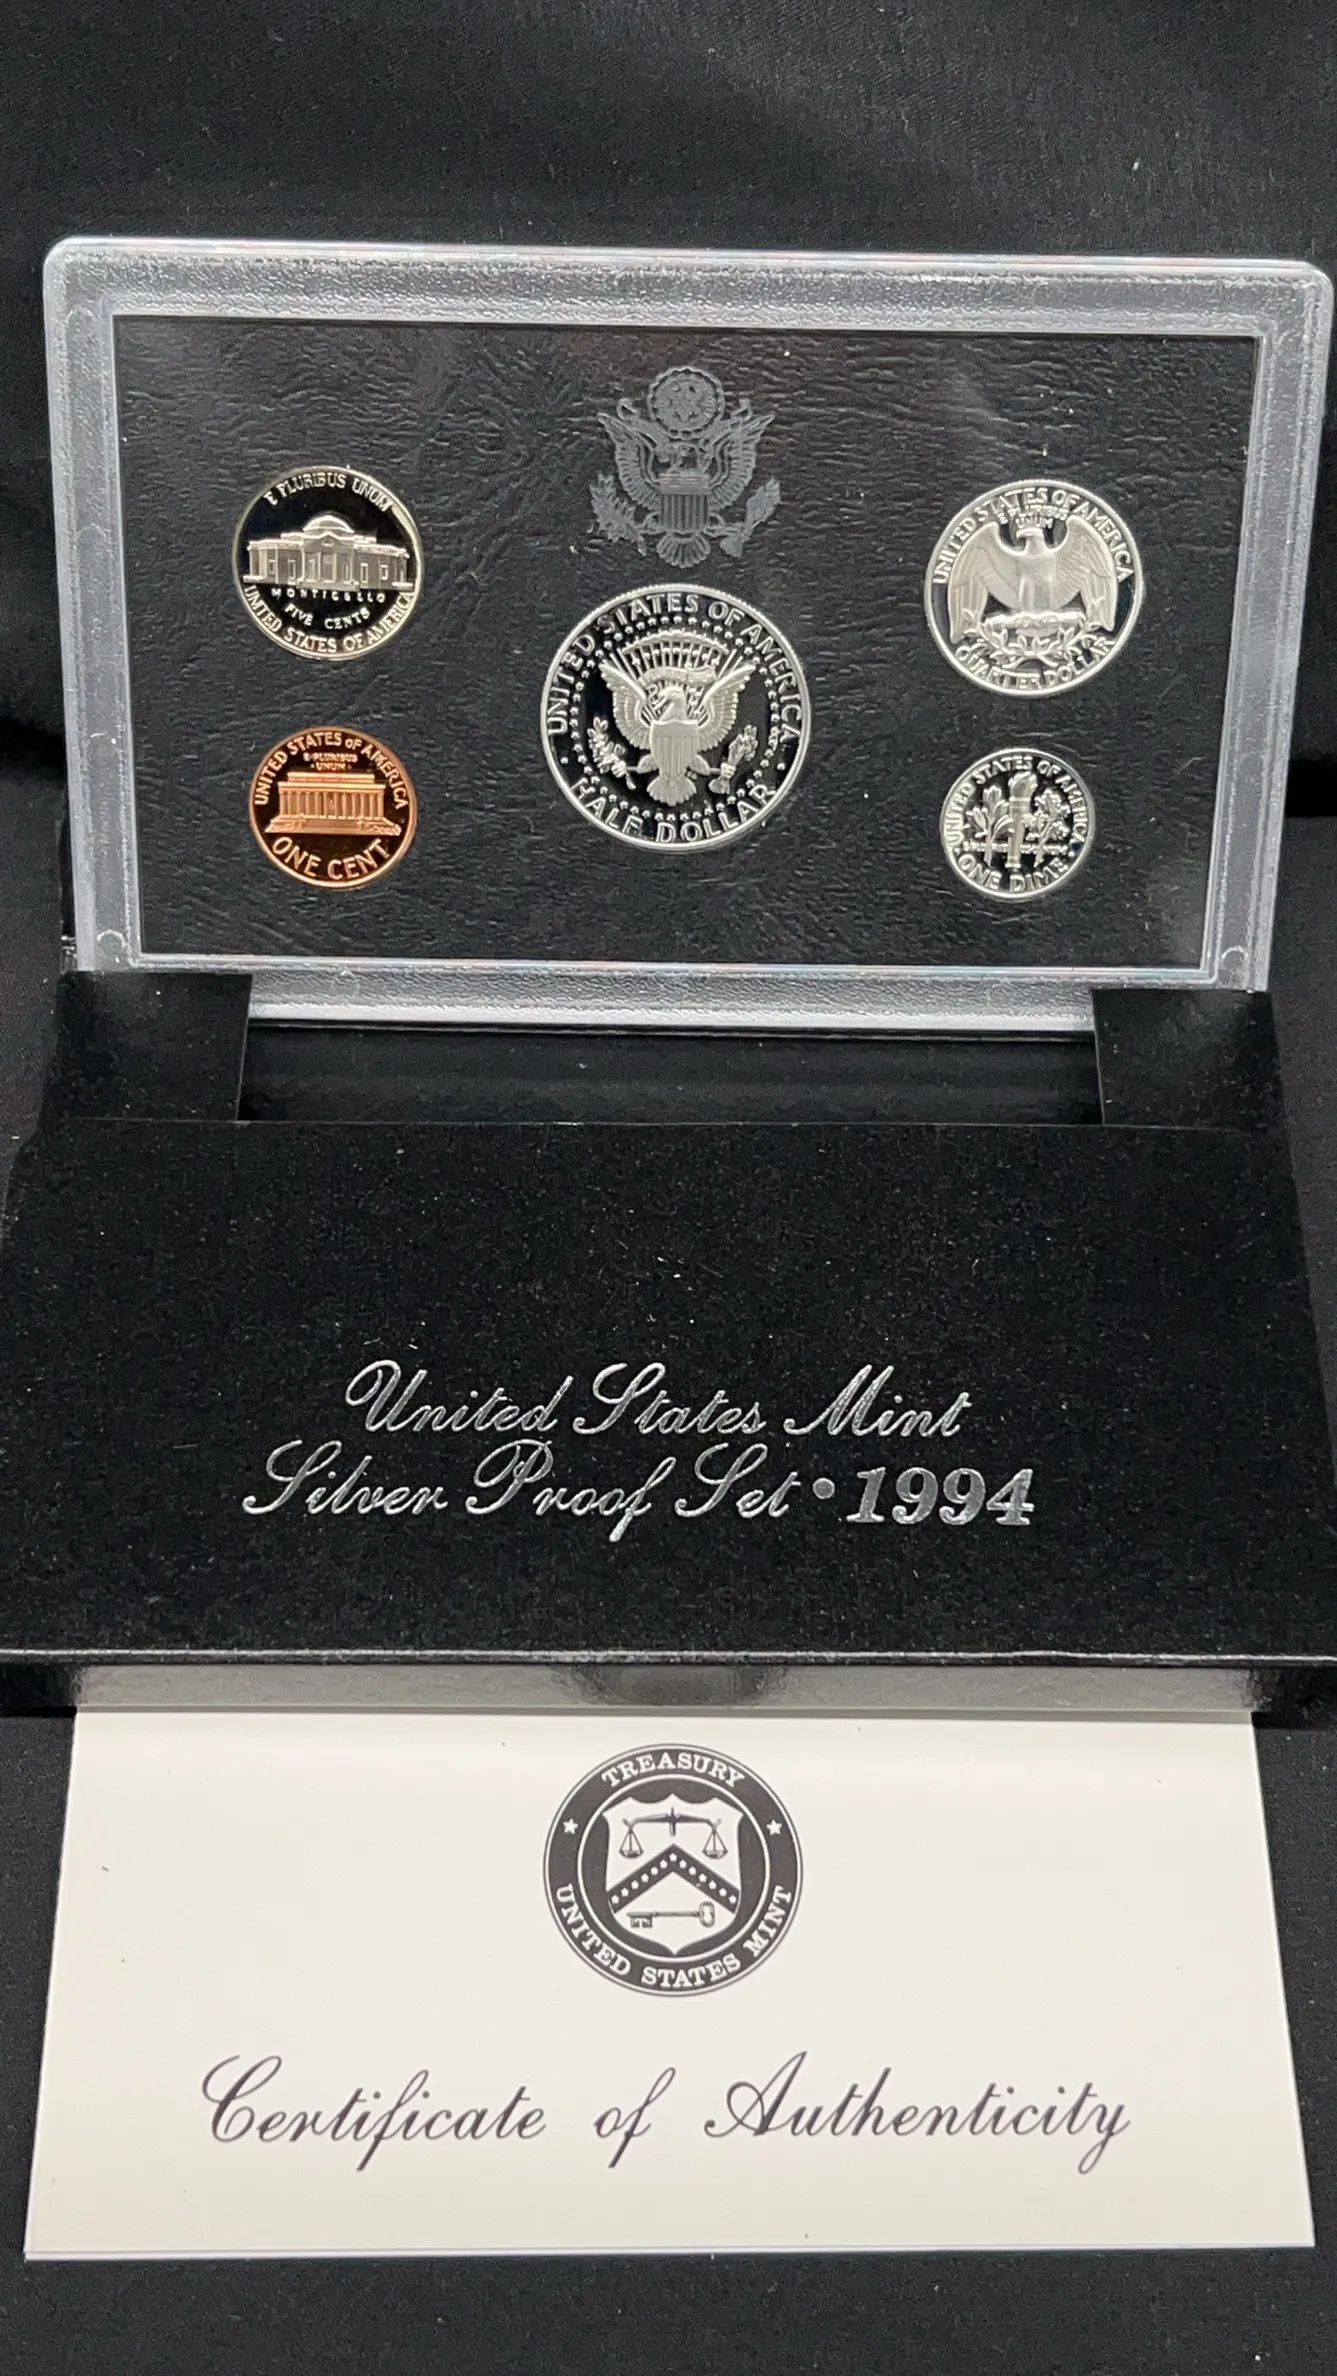 E PLURIBUS UNUM
MONTICELLO
FIVE CENTS
UNITED STATES OF AMERICA
UNITED STATES OF AMERICA
E PLURIBUS
UNUM
ONE CENT
UNITED STATES OF AMERICA
HALF DOLLAR
UNITED STATES OF AMERICA
E PLURIBUS
UNUM
QUARTER DOLLAR
UNITED STATES OF AMERICA
ONE DIME
United States Mint
Silver Proof Set • 1994
TREASURY
UNITED STATES MINT
Certificate of Authenticity